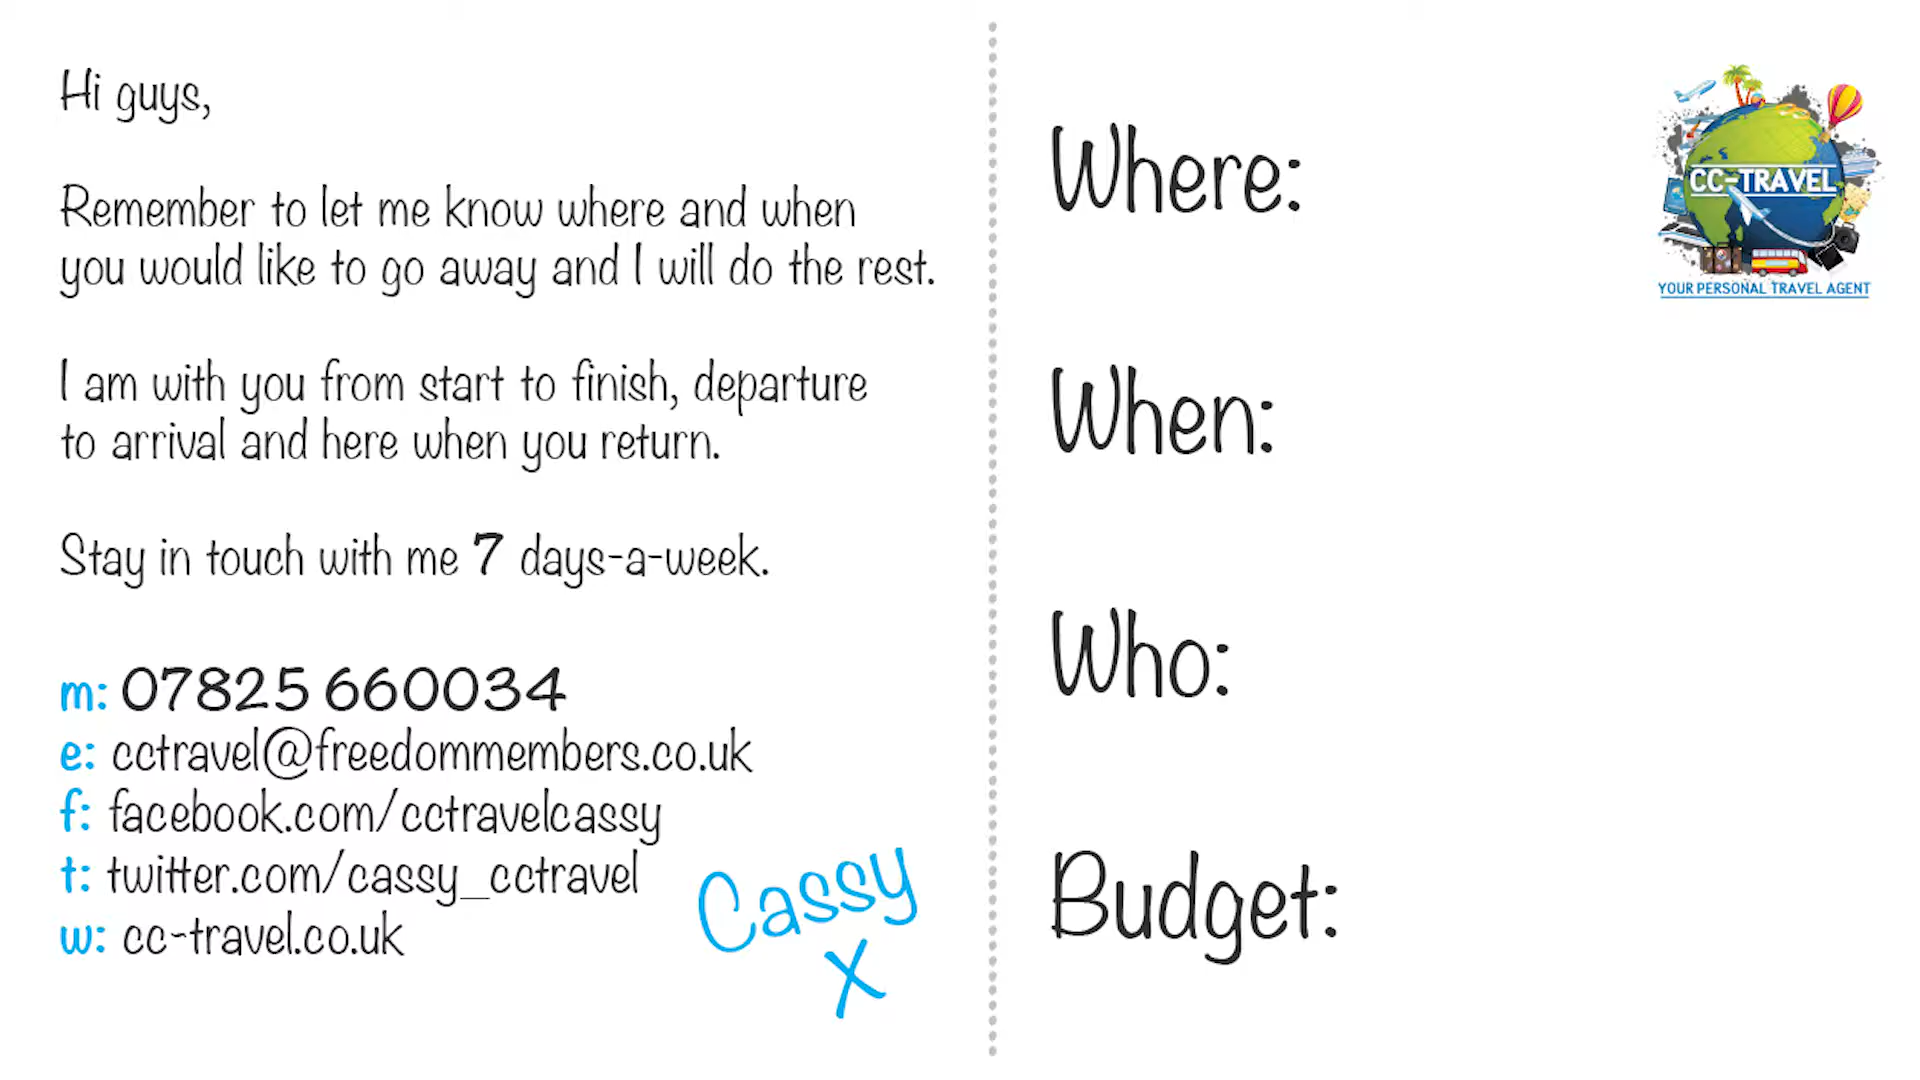 Hi guys,
Remember to let me know where and when
you would like to go away and I will do the rest.
I am with you from start to finish, departure
to arrival and here when you return.
Stay in touch with me 7 days-a-week.
m: 07825 660034
e: cctravel@freedommembers.co.uk
f: facebook.com/cctravelcassy
t: twitter.com/cassy_cctravel
w: cc-travel.co.uk
Cassy
x
Where:
When:
Who:
Budget:
CC-TRAVEL
YOUR PERSONAL TRAVEL AGENT